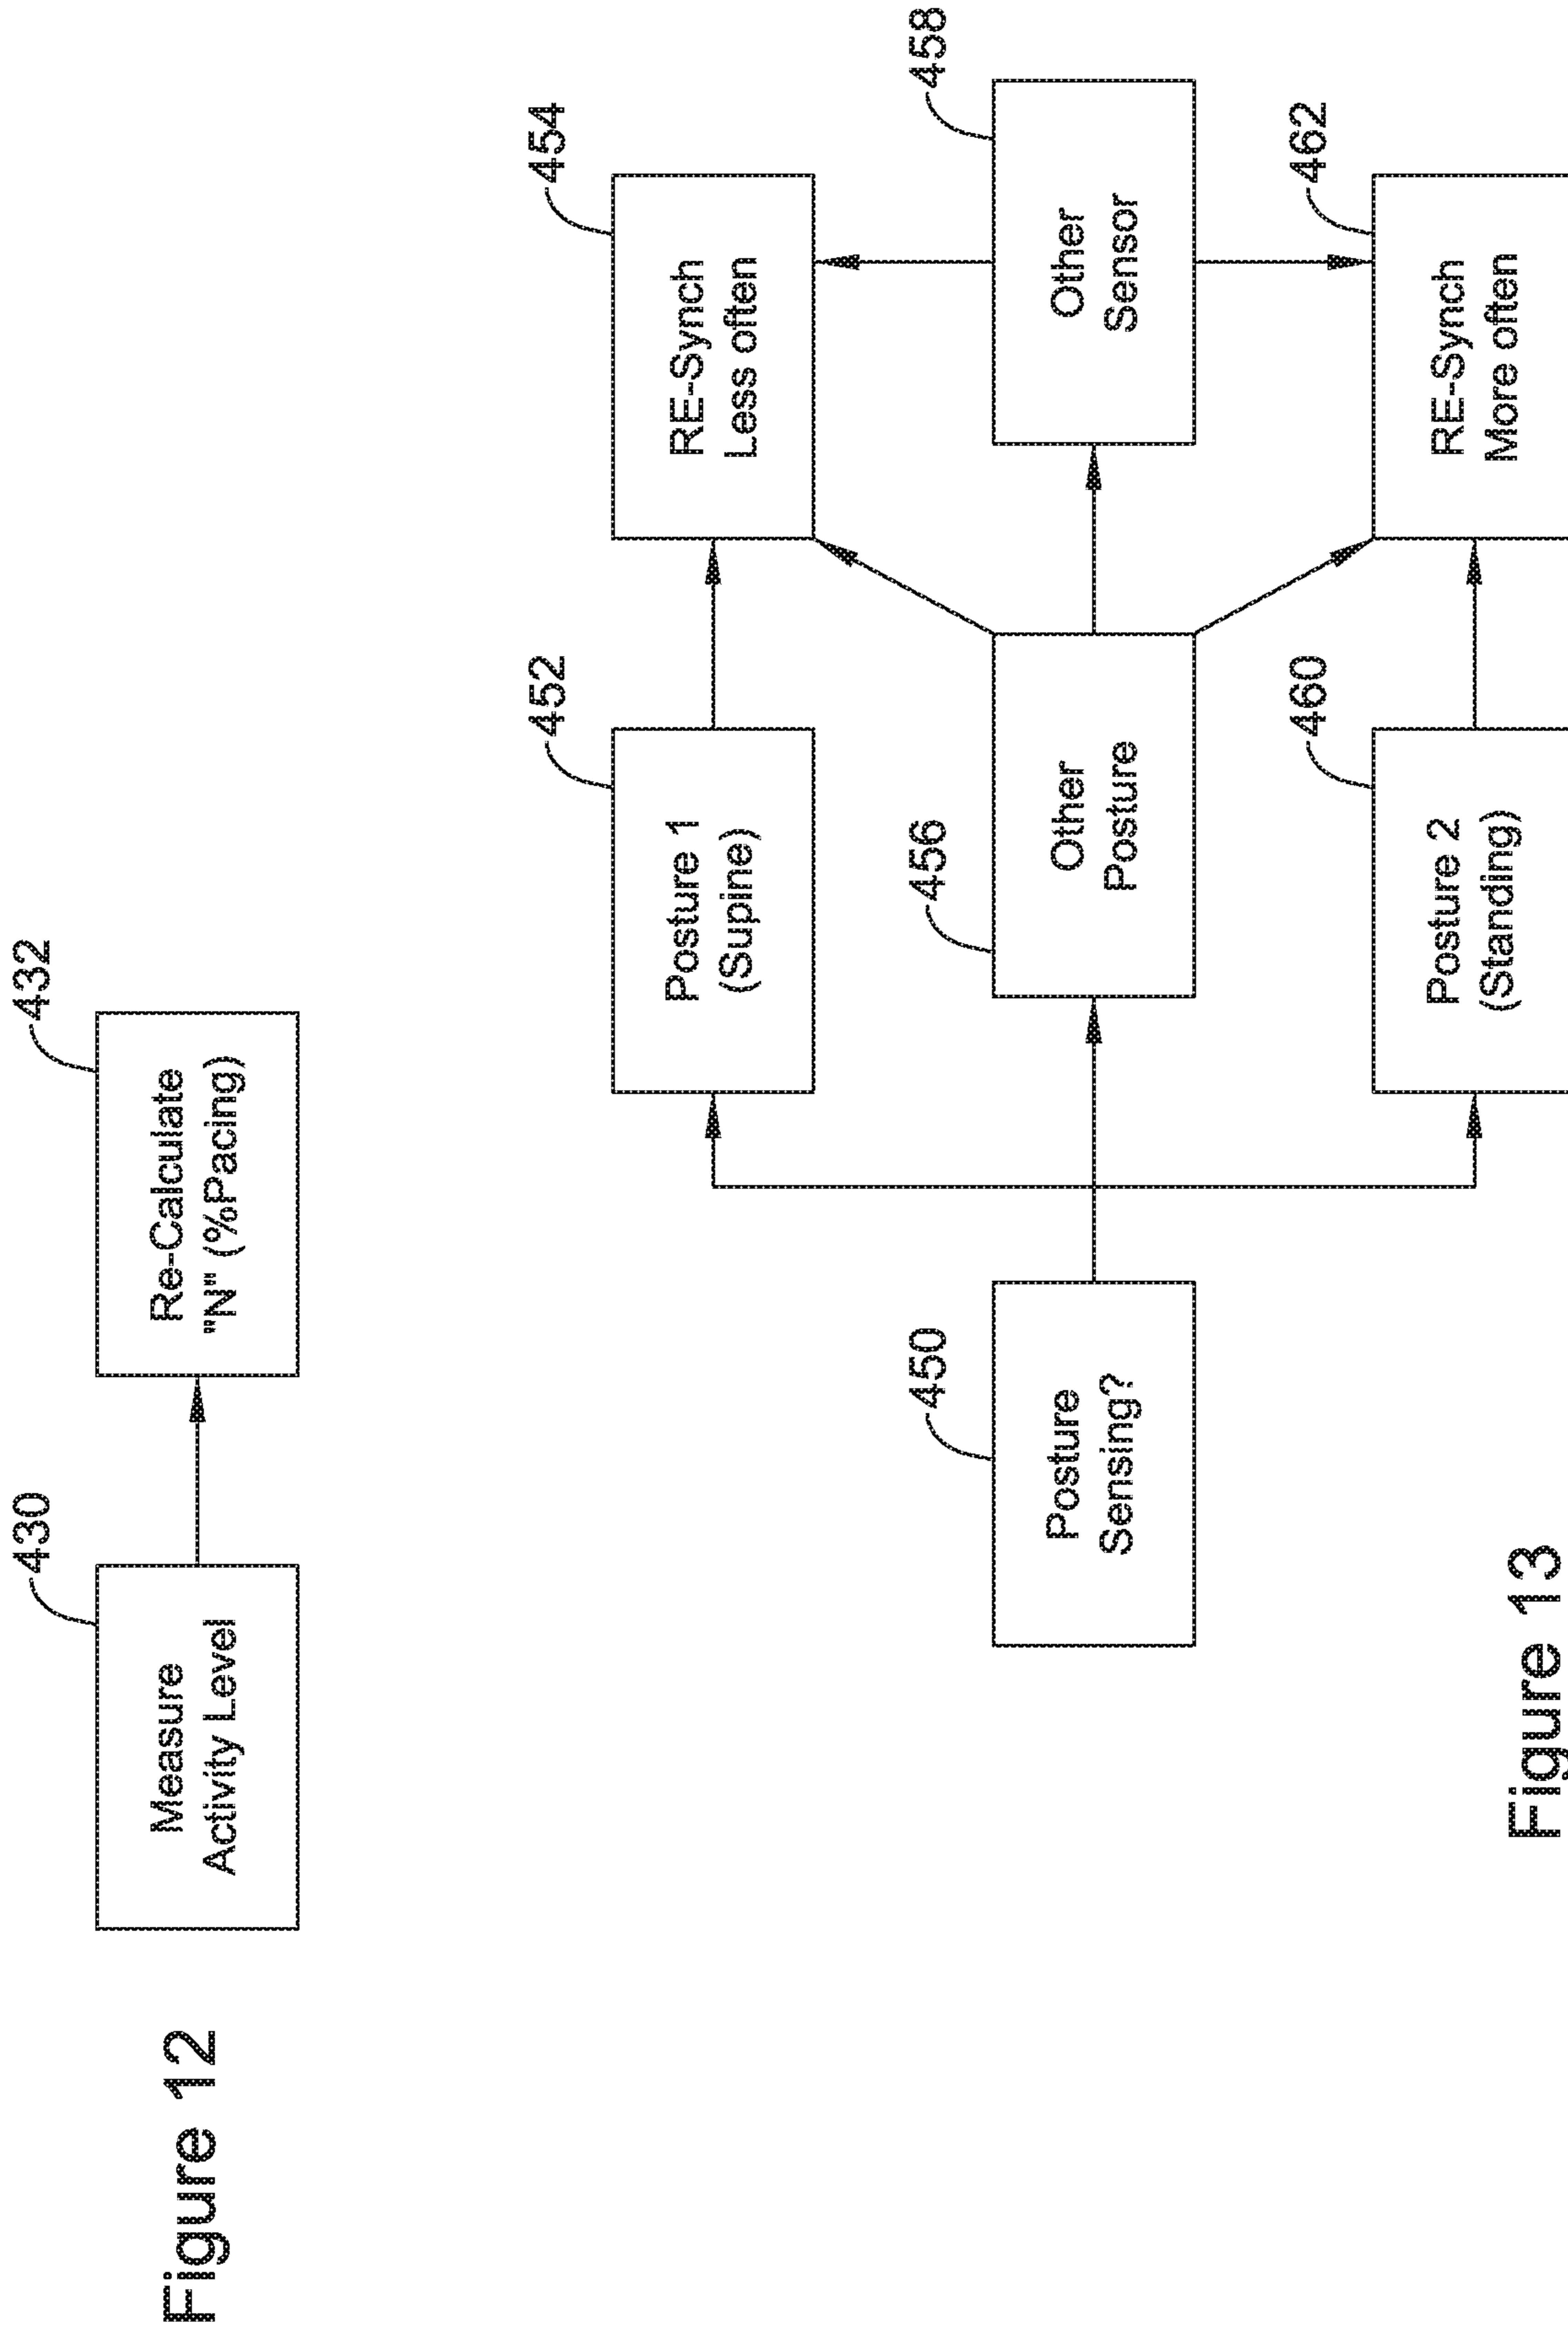 Figure 12
430
Measure
Activity Level
432
Re-Calculate
"N" (%Pacing)
Figure 13
450
Posture
Sensing?
452
Posture 1
(Supine)
454
RE-Synch
Less often
456
Other
Posture
458
Other
Sensor
460
Posture 2
(Standing)
462
RE-Synch
More often